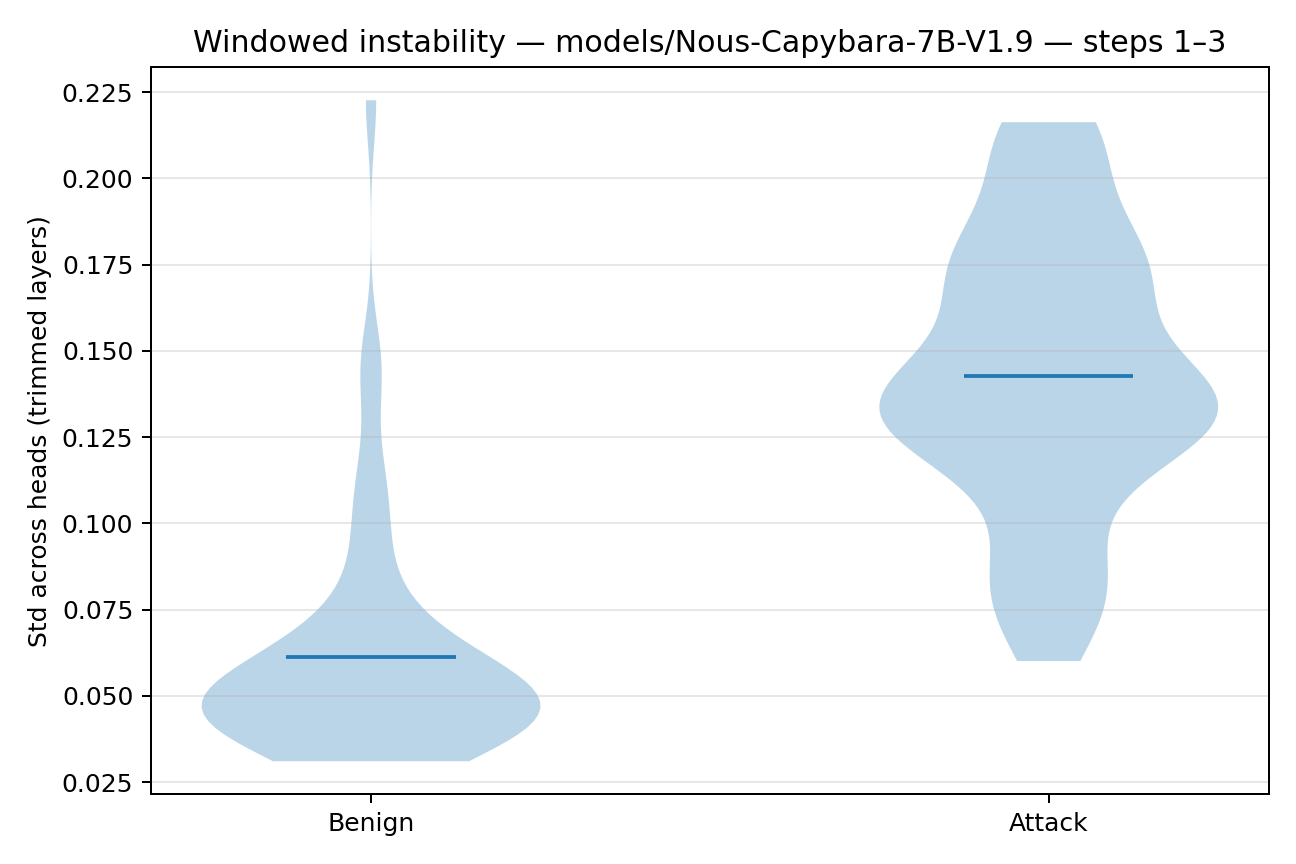 Windowed instability — models/Nous-Capybara-7B-V1.9 — steps 1–3
Std across heads (trimmed layers)
0.225
0.200
0.175
0.150
0.125
0.100
0.075
0.050
0.025
Benign
Attack